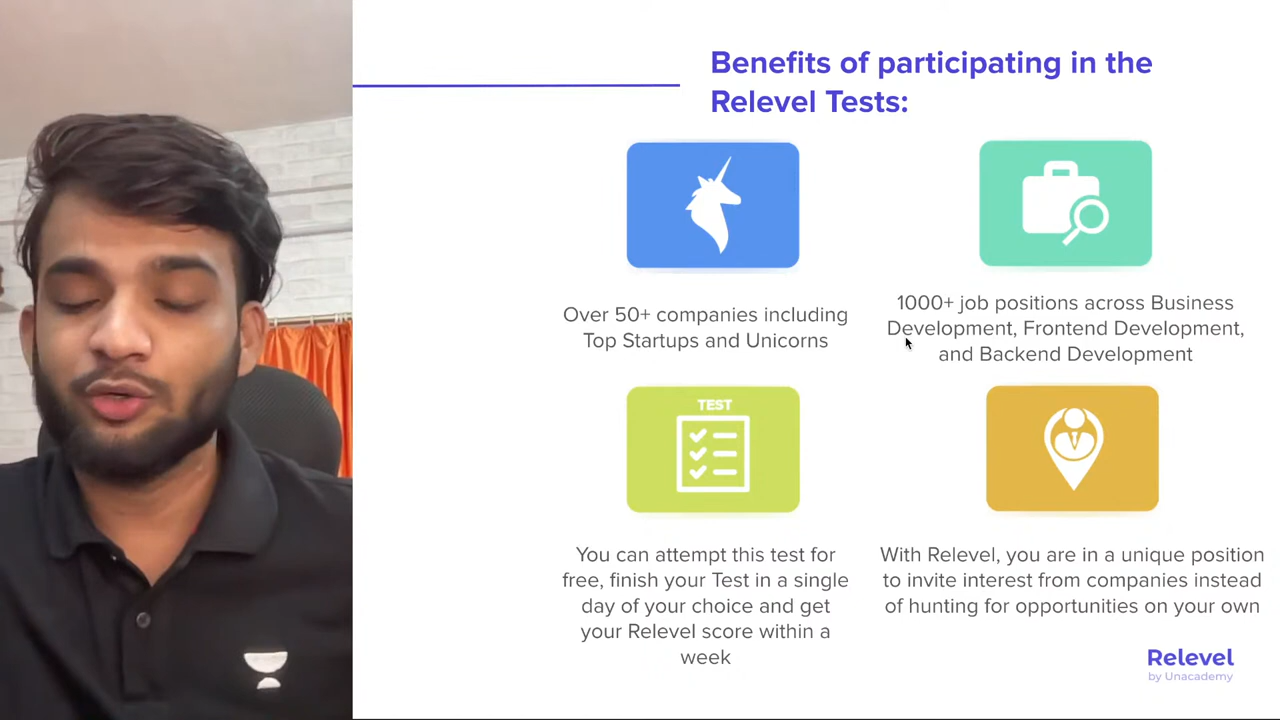 Benefits of participating in the
Relevel Tests:
Over 50+ companies including
Top Startups and Unicorns
1000+ job positions across Business
Development, Frontend Development,
and Backend Development
TEST
You can attempt this test for
free, finish your Test in a single
day of your choice and get
your Relevel score within a
week
With Relevel, you are in a unique position
to invite interest from companies instead
of hunting for opportunities on your own
Relevel
by Unacademy